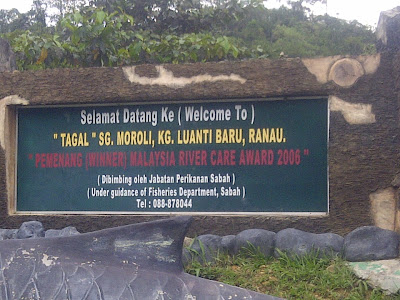 Selamat Datang Ke ( Welcome To )
" TAGAL " SG. MOROLI, KG. LUANTI BARU, RANAU.
" PEMENANG (WINNER) MALAYSIA RIVER CARE AWARD 2006 "
( Dibimbing oleh Jabatan Perikanan Sabah )
( Under guidance of Fisheries Department, Sabah )
Tel : 088-878044